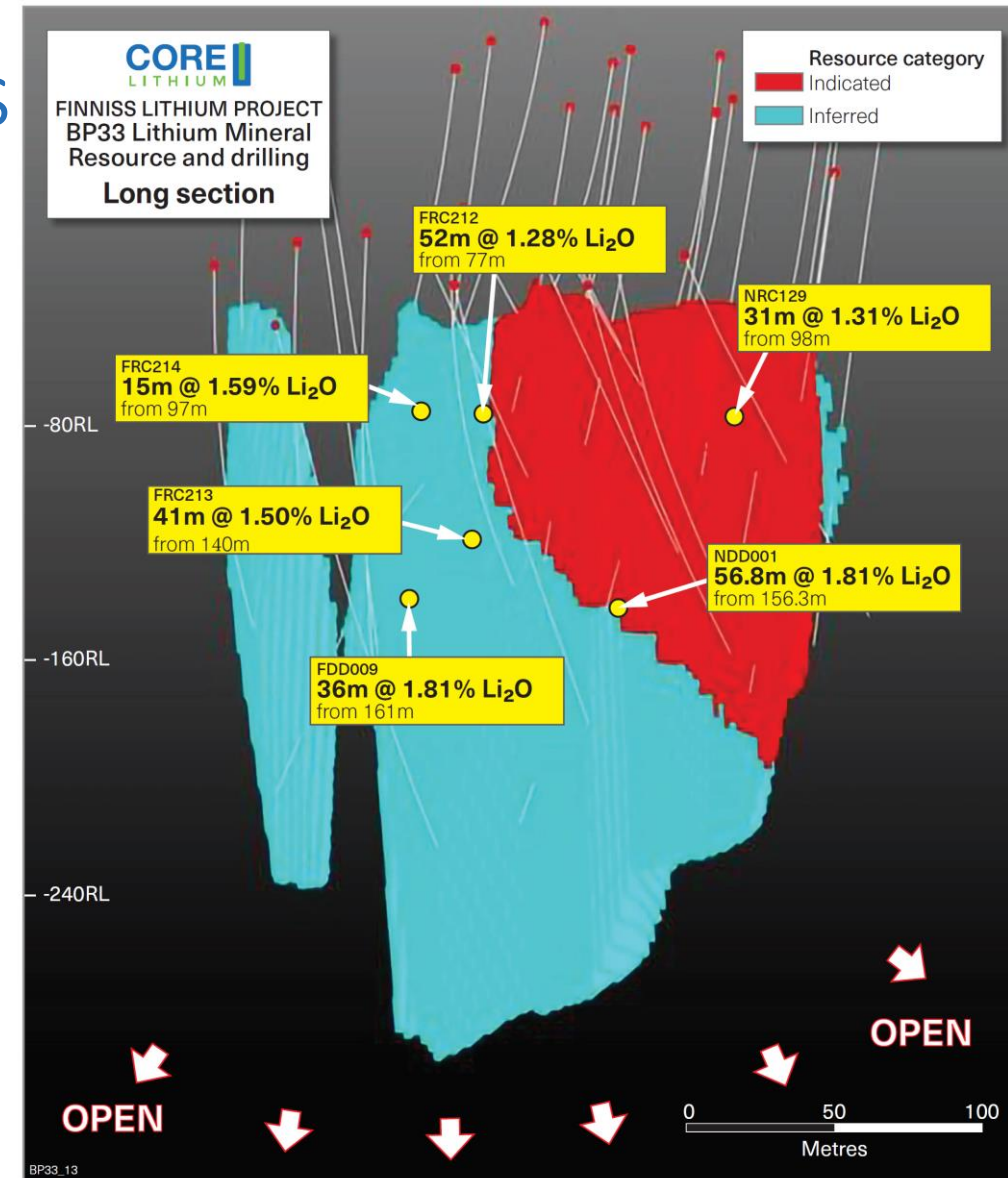 S
CORE
LITHIUM
FINNISS LITHIUM PROJECT
BP33 Lithium Mineral
Resource and drilling
Long section
Resource category
Indicated
Inferred
FRC212
52m @ 1.28% Li₂O
from 77m
NRC129
31m @ 1.31% Li₂O
from 98m
FRC214
15m @ 1.59% Li₂O
from 97m
-80RL
FRC213
41m @ 1.50% Li₂O
from 140m
NDD001
56.8m @ 1.81% Li₂O
from 156.3m
-160RL
FDD009
36m @ 1.81% Li₂O
from 161m
-240RL
OPEN
OPEN
0 50 100
Metres
BP33_13